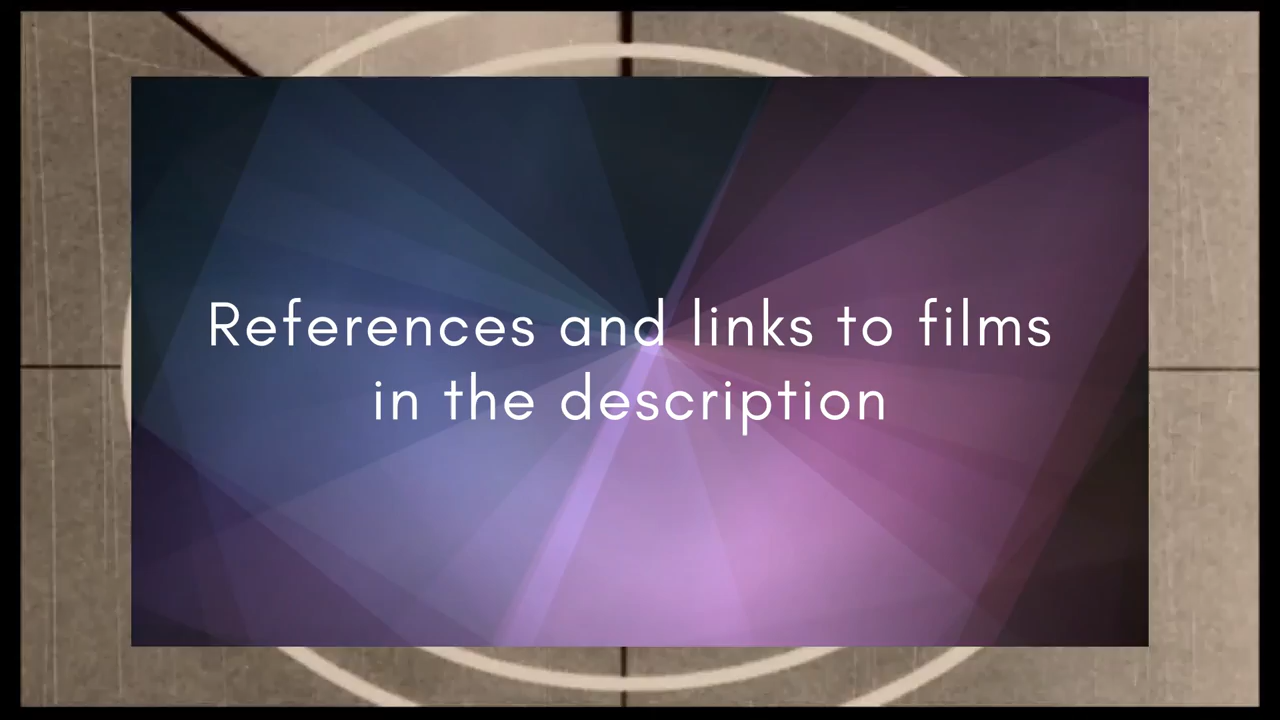 References and links to films
in the description